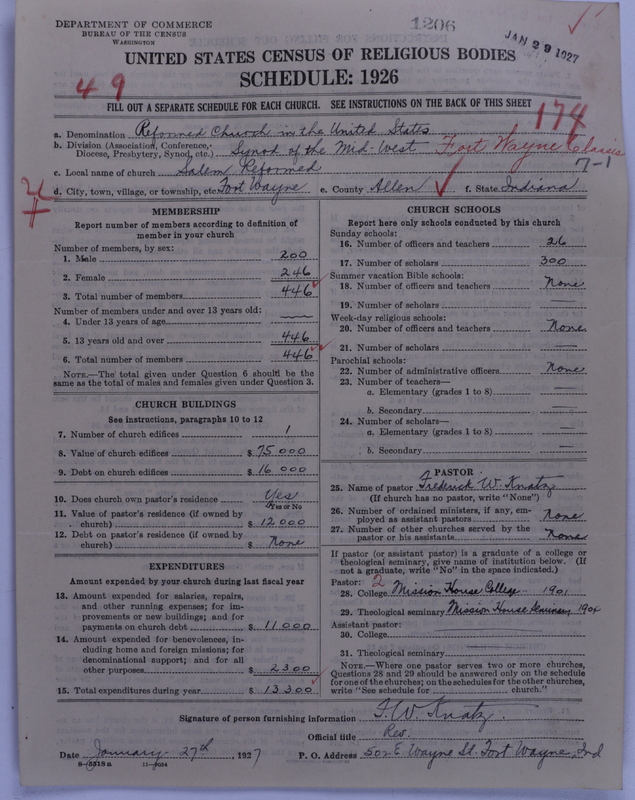 DEPARTMENT OF COMMERCE
BUREAU OF THE CENSUS
WASHINGTON
1206
JAN 29 1927
UNITED STATES CENSUS OF RELIGIOUS BODIES
SCHEDULE: 1926
49
FILL OUT A SEPARATE SCHEDULE FOR EACH CHURCH. SEE INSTRUCTIONS ON THE BACK OF THIS SHEET
174
a. Denomination Reformed Church in the United States
b. Division (Association, Conference, Diocese, Presbytery, Synod, etc.) Synod of the Mid-West Fort Wayne Classis
7-1
c. Local name of church Salem Reformed
d. City, town, village, or township, etc. Fort Wayne e. County Allen f. State Indiana
MEMBERSHIP
Report number of members according to definition of
member in your church
Number of members, by sex:
1. Male 200
2. Female 246
3. Total number of members 446
Number of members under and over 13 years old:
4. Under 13 years of age
5. 13 years old and over 446
6. Total number of members 446
NOTE.—The total given under Question 6 should be
same as the total of males and females given under Question 3.
CHURCH BUILDINGS
See instructions, paragraphs 10 to 12
7. Number of church edifices 1
8. Value of church edifices $ 75 000
9. Debt on church edifices $ 16 000
10. Does church own pastor's residence Yes
Yes or No
11. Value of pastor's residence (if owned by
church) $ 12 000
12. Debt on pastor's residence (if owned by
church) $ None
EXPENDITURES
Amount expended by your church during last fiscal year
13. Amount expended for salaries, repairs,
and other running expenses; for im-
provements or new buildings; and for
payments on church debt $ 11 000
14. Amount expended for benevolences, in-
cluding home and foreign missions; for
denominational support; and for all
other purposes $ 2300
15. Total expenditures during year $ 13 300
CHURCH SCHOOLS
Report here only schools conducted by this church
Sunday schools:
16. Number of officers and teachers 26
17. Number of scholars 300
Summer vacation Bible schools:
18. Number of officers and teachers None
19. Number of scholars
Week-day religious schools:
20. Number of officers and teachers None
21. Number of scholars
Parochial schools:
22. Number of administrative officers None
23. Number of teachers—
a. Elementary (grades 1 to 8)
b. Secondary
24. Number of scholars—
a. Elementary (grades 1 to 8)
b. Secondary
PASTOR
25. Name of pastor Frederick W. Knatz
(If church has no pastor, write "None")
26. Number of ordained ministers, if any, em-
ployed as assistant pastors None
27. Number of other churches served by the
pastor or his assistants None
If pastor (or assistant pastor) is a graduate of a college or
theological seminary, give name of institution below. (If
not a graduate, write "No" in the space indicated.)
Pastor: 2
28. College Mission House College 1901
29. Theological seminary Mission House Seminary 1904
Assistant pastor:
30. College
31. Theological seminary
NOTE.—Where one pastor serves two or more churches,
Questions 28 and 29 should be answered only on the schedule
for one of the churches; on the schedules for the other churches,
write "See schedule for church."
Signature of person furnishing information F. W. Knatz
Official title Rev.
Date January 27th, 1927 P. O. Address 502 E. Wayne St. Fort Wayne, Ind
8-5318a